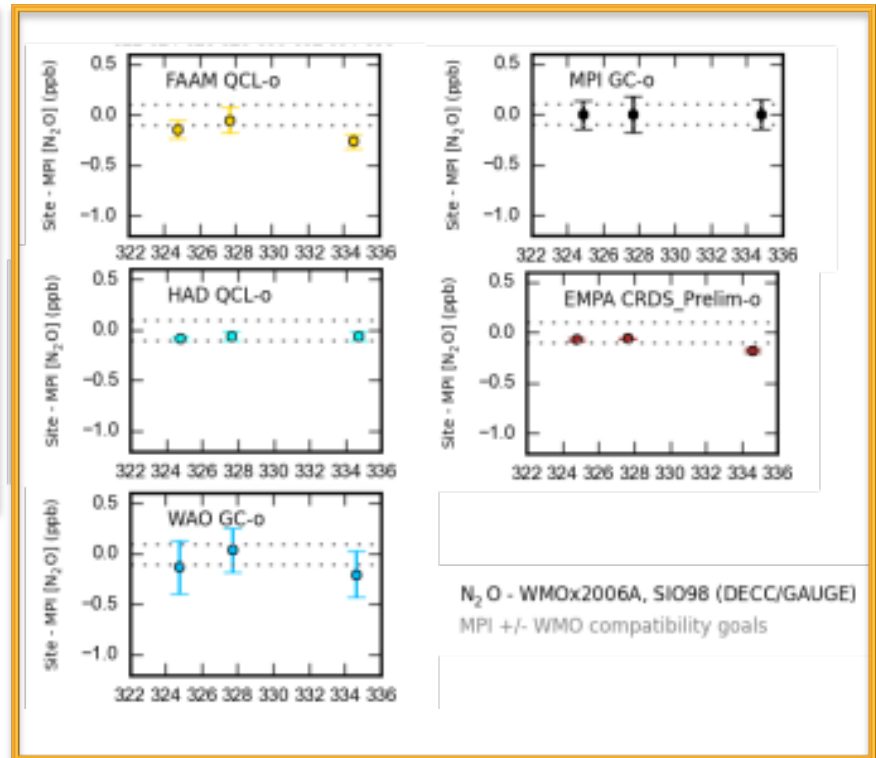 FAAM QCL-o
Site - MPI [N₂O] (ppb)
0.5
0.0
−0.5
−1.0
322 324 326 328 330 332 334 336
MPI GC-o
Site - MPI [N₂O] (ppb)
0.5
0.0
−0.5
−1.0
322 324 326 328 330 332 334 336
HAD QCL-o
Site - MPI [N₂O] (ppb)
0.5
0.0
−0.5
−1.0
322 324 326 328 330 332 334 336
EMPA CRDS_Prelim-o
Site - MPI [N₂O] (ppb)
0.5
0.0
−0.5
−1.0
322 324 326 328 330 332 334 336
WAO GC-o
Site - MPI [N₂O] (ppb)
0.5
0.0
−0.5
−1.0
322 324 326 328 330 332 334 336
N₂O - WMOx2006A, SIO98 (DECC/GAUGE)
MPI +/- WMO compatibility goals